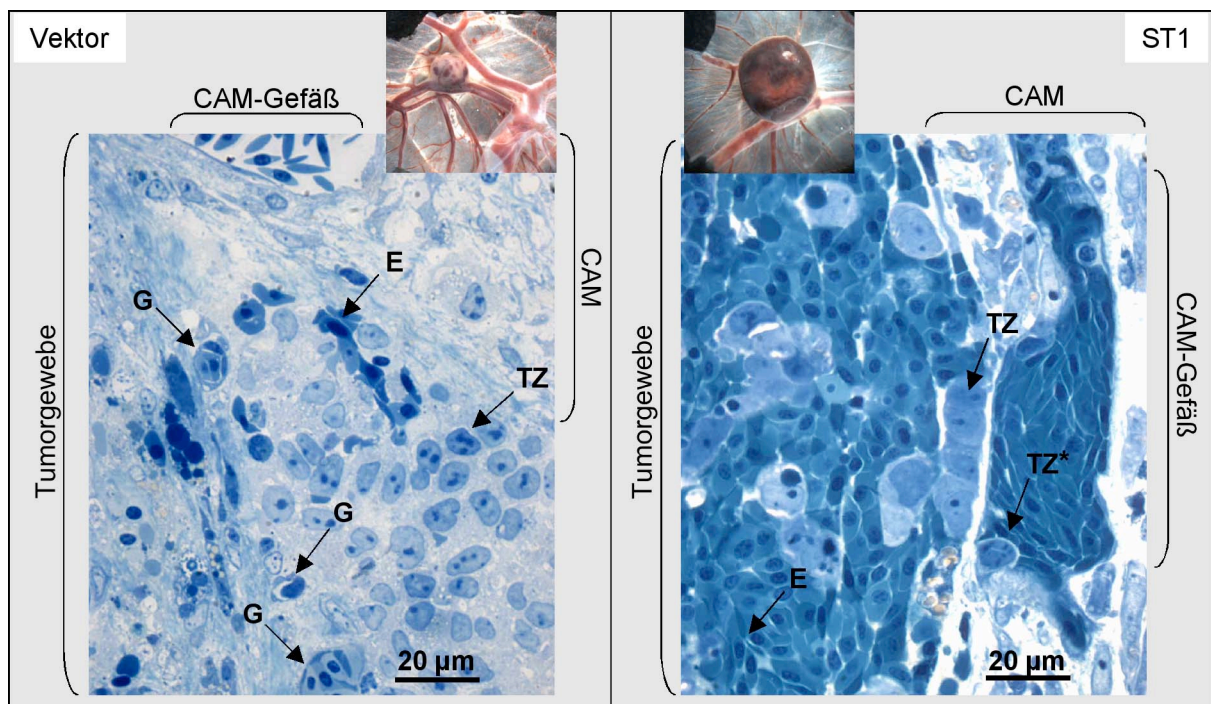 Vektor
CAM-Gefäß
Tumorgewebe
CAM
G
E
TZ
G
G
20 µm
ST1
CAM
Tumorgewebe
CAM-Gefäß
TZ
TZ*
E
20 µm